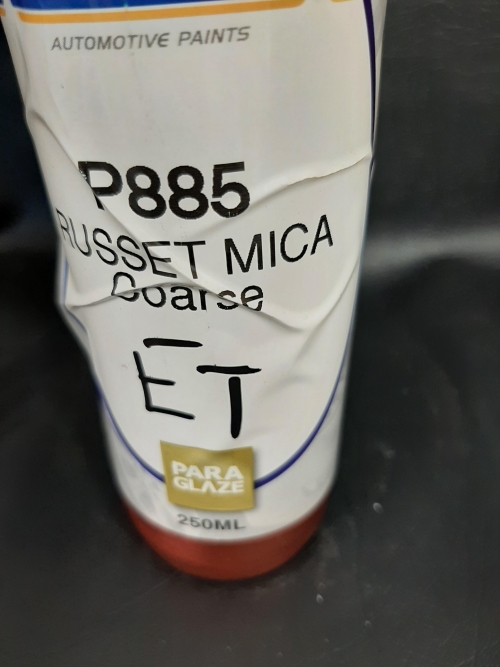 AUTOMOTIVE PAINTS
P885
RUSSET MICA
Coarse
ET
PARA
GLAZE
250ML